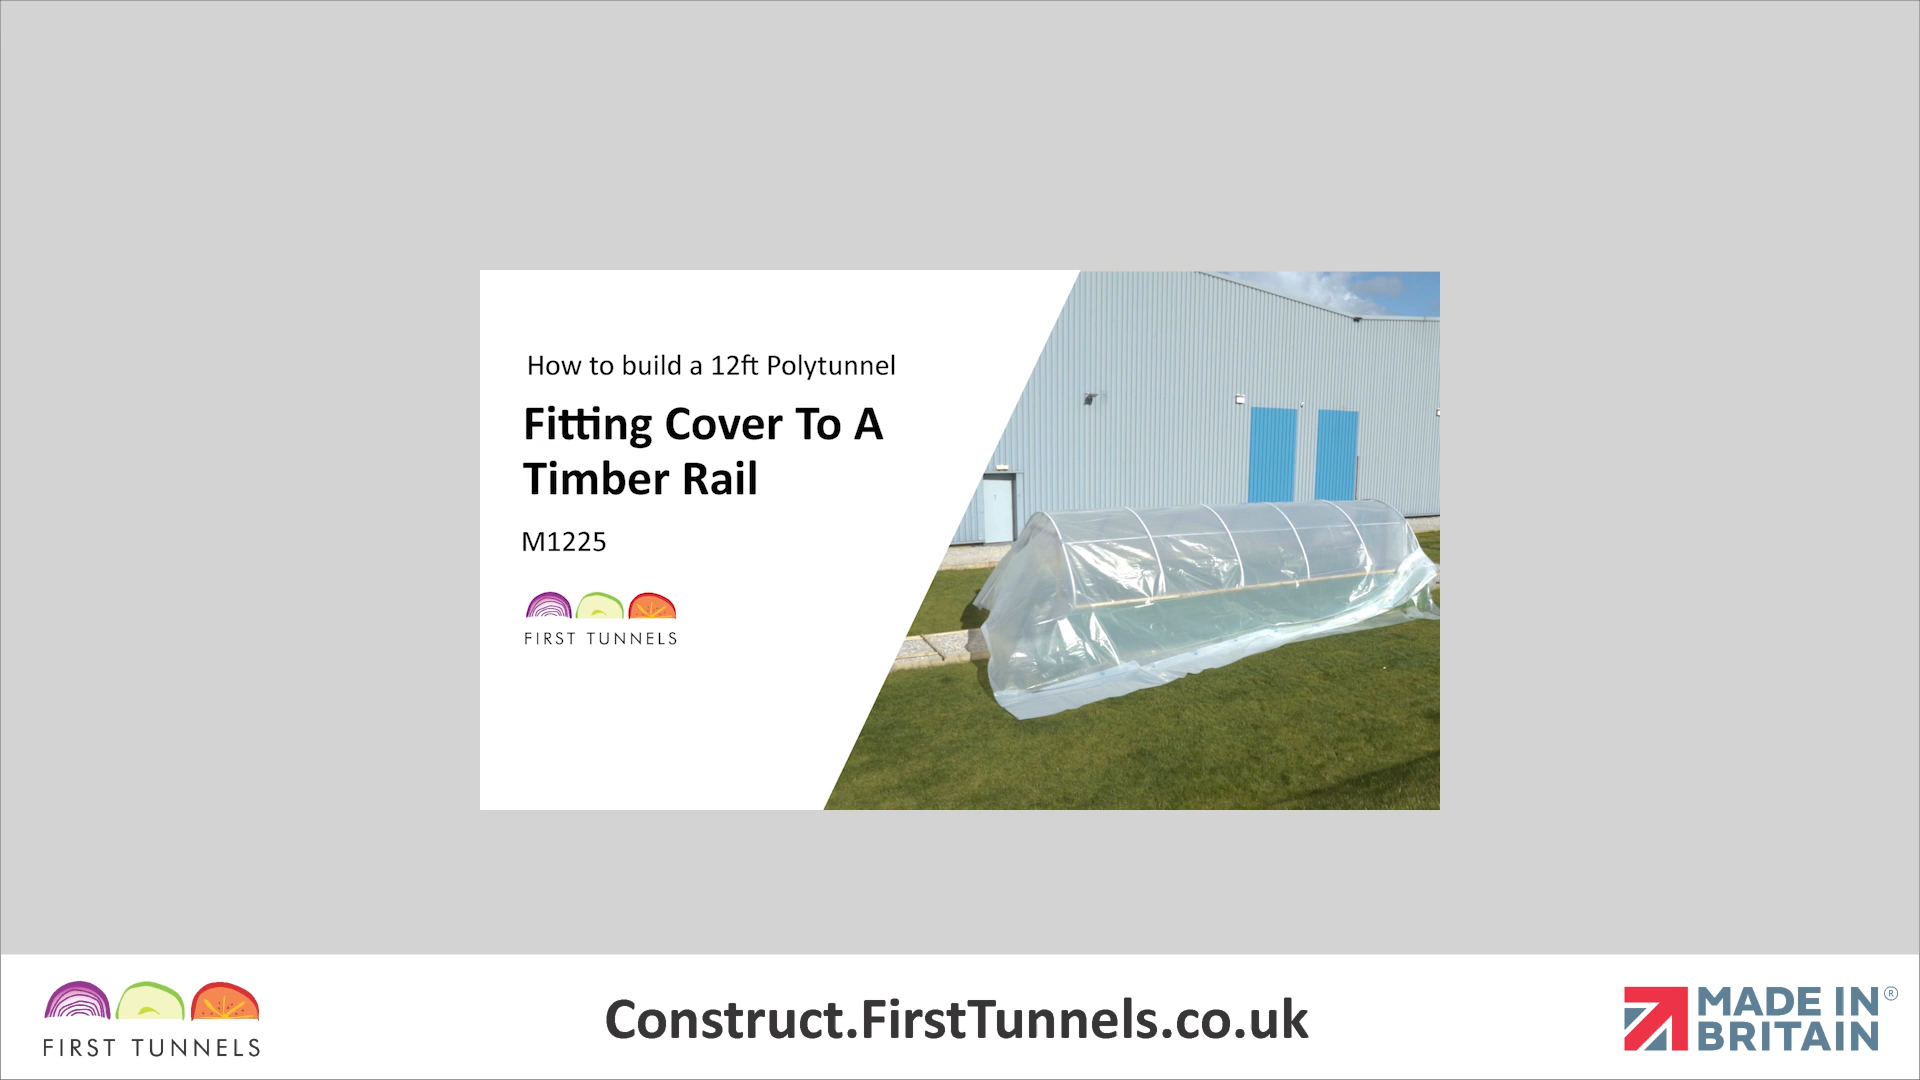 How to build a 12ft Polytunnel
Fitting Cover To A
Timber Rail
M1225
FIRST TUNNELS
FIRST TUNNELS
Construct.FirstTunnels.co.uk
MADE IN ®
BRITAIN